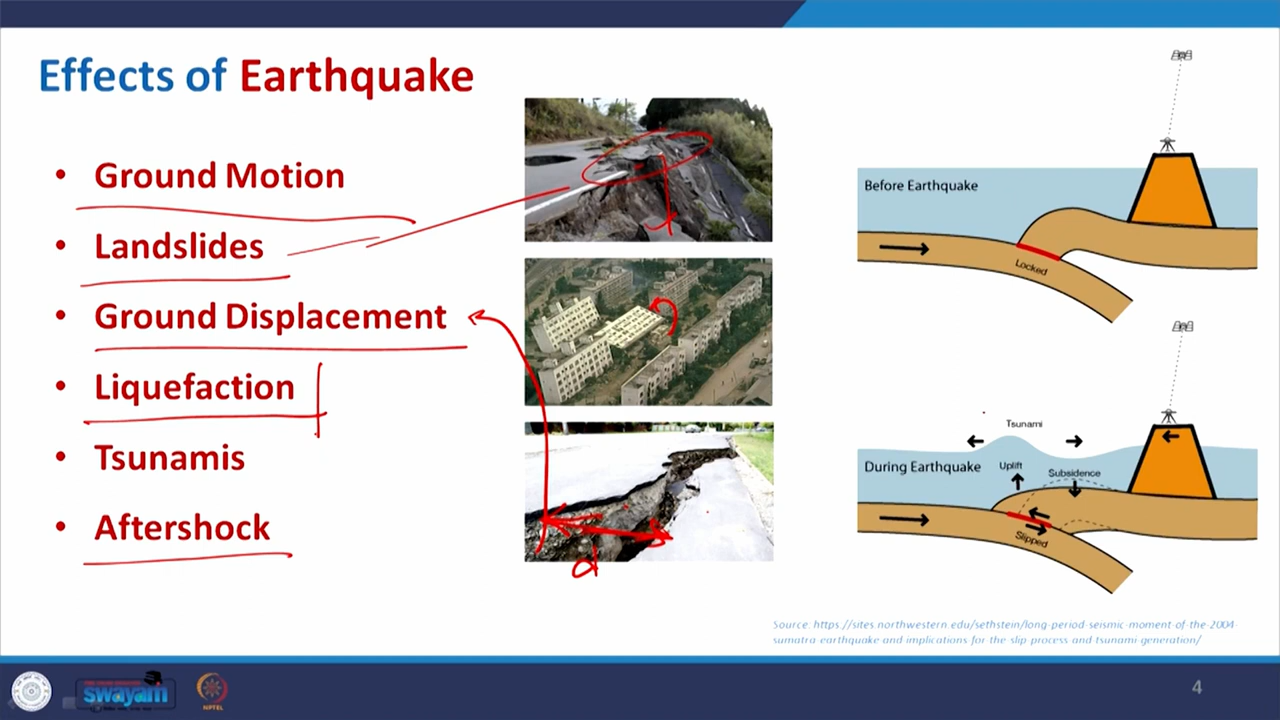 Effects of Earthquake
• Ground Motion
• Landslides
• Ground Displacement
• Liquefaction
• Tsunamis
• Aftershock
d
Before Earthquake
Locked
Tsunami
During Earthquake
Uplift
Subsidence
Slipped
Source: https://sites.northwestern.edu/sethstein/long-period-seismic-moment-of-the-2004-
sumatra-earthquake and implications for the slip process and tsunami-generation/
swayam
NPTEL
4